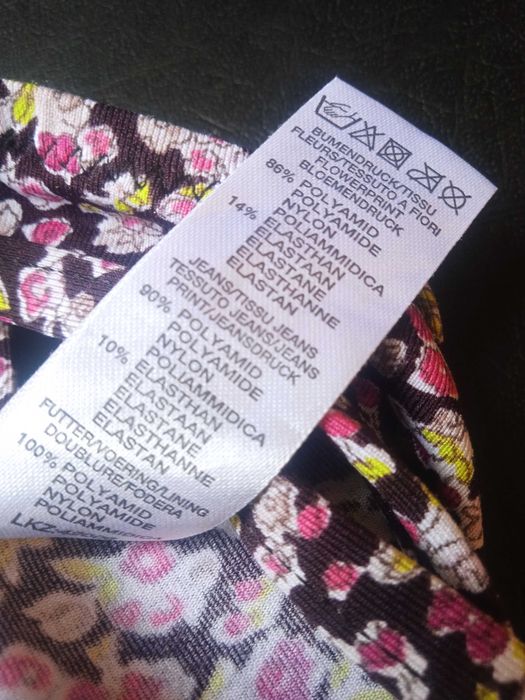 BUMENDRUCK/TISSU
FLEURS/TESSUTO A FIORI
FLOWERPRINT
BLOEMENDRUCK
86% POLYAMID
POLYAMIDE
NYLON
POLIAMMIDICA
14% ELASTHAN
ELASTAAN
ELASTANE
ELASTHANNE
ELASTAN
JEANS/TISSU JEANS
TESSUTO JEANS/JEANS
PRINT/JEANSDRUCK
90% POLYAMID
POLYAMIDE
NYLON
POLIAMMIDICA
10% ELASTHAN
ELASTAAN
ELASTANE
ELASTHANNE
ELASTAN
FUTTER/VOERING/LINING
DOUBLURE/FODERA
100% POLYAMID
POLYAMIDE
NYLON
POLIAMMIDICA